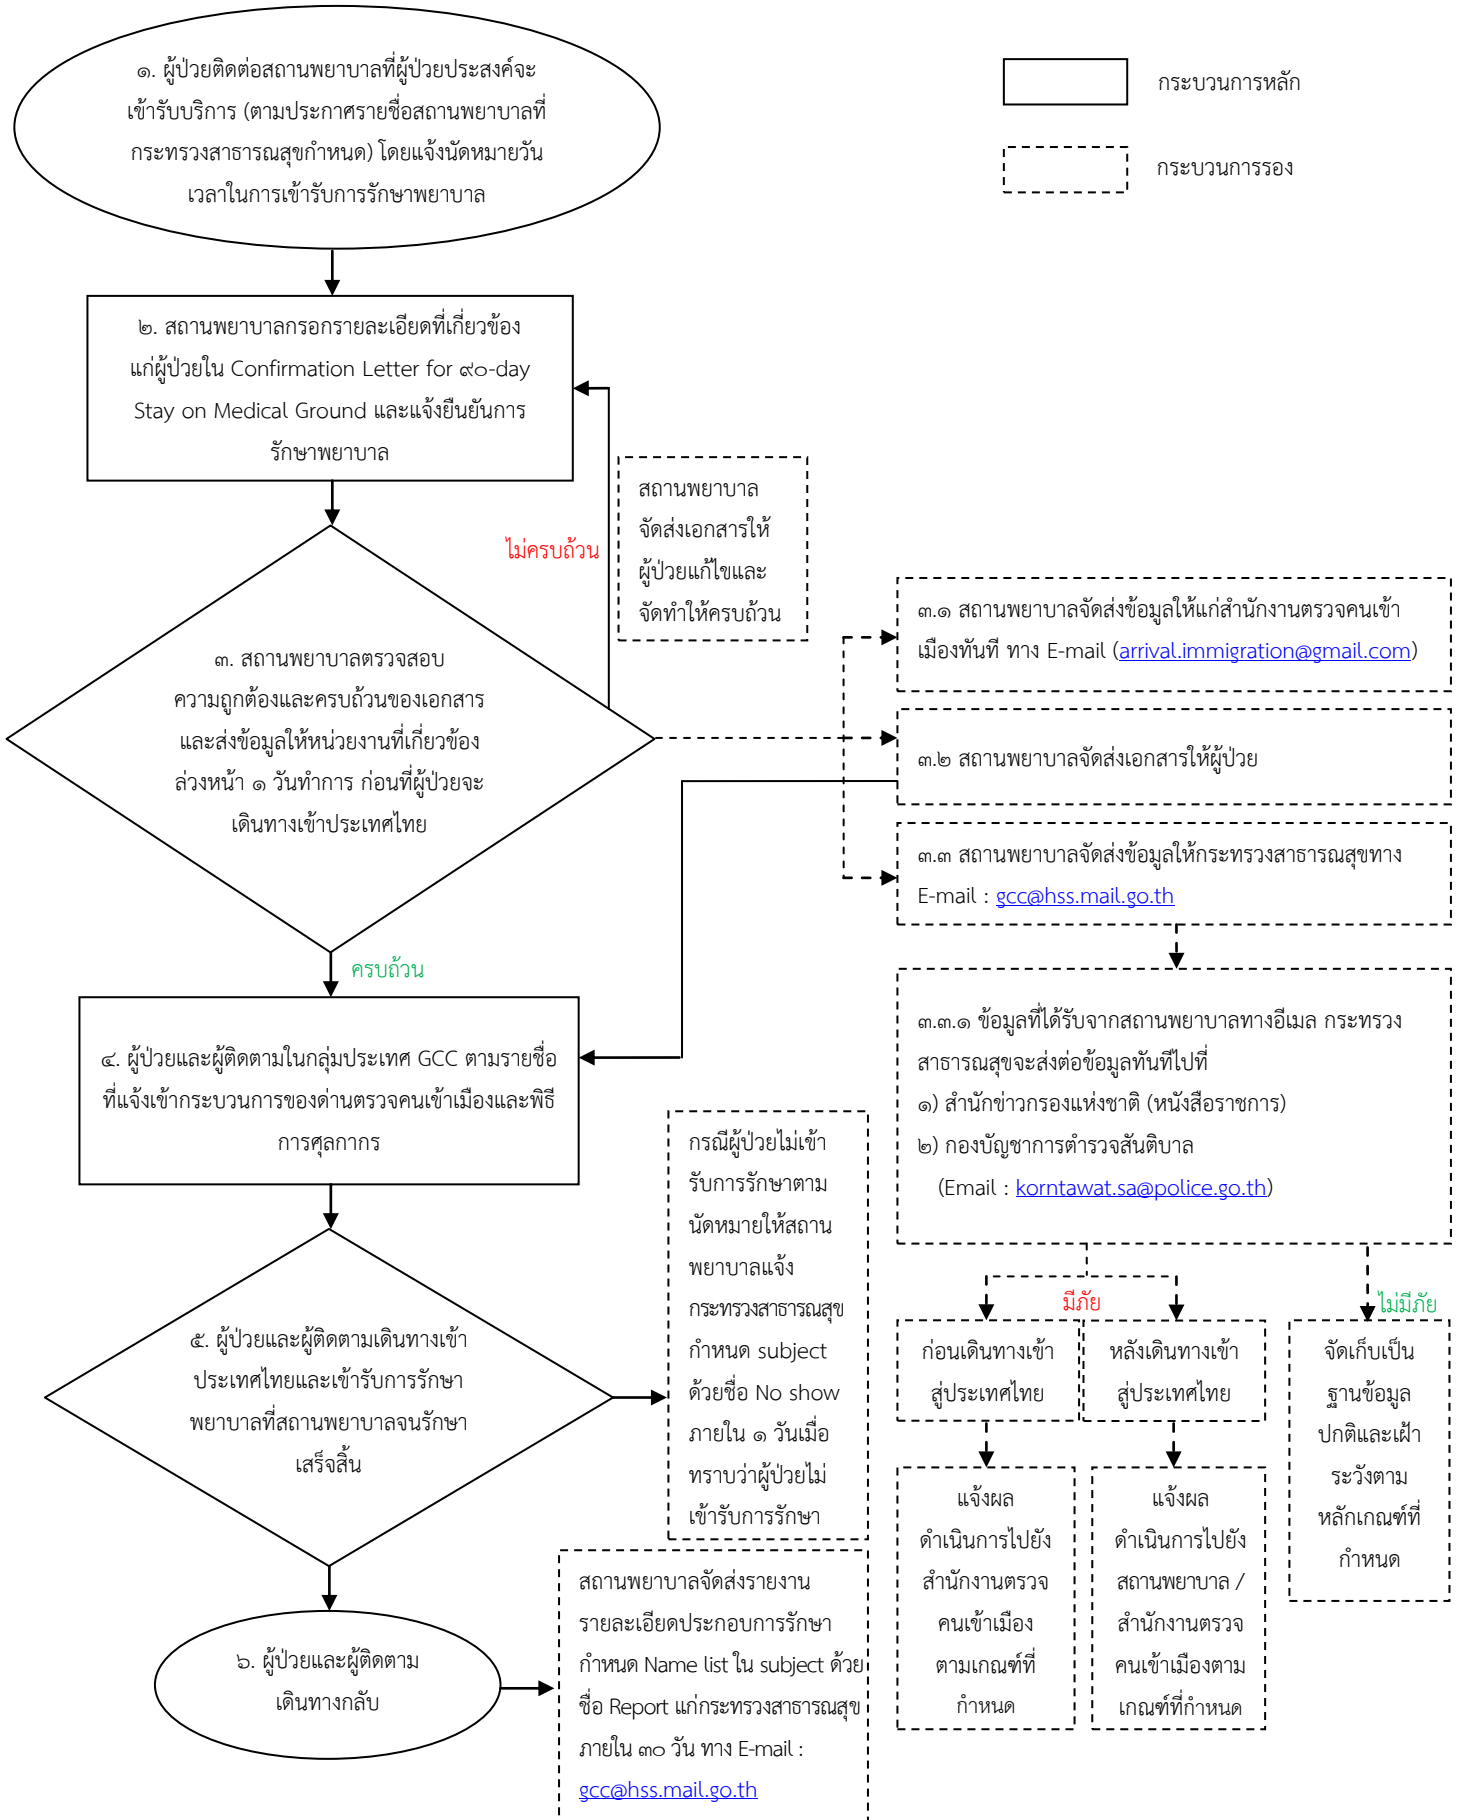 ๑. ผู้ป่วยติดต่อสถานพยาบาลที่ผู้ป่วยประสงค์จะ
เข้ารับบริการ (ตามประกาศรายชื่อสถานพยาบาลที่
กระทรวงสาธารณสุขกำหนด) โดยแจ้งนัดหมายวัน
เวลาในการเข้ารับการรักษาพยาบาล
กระบวนการหลัก
กระบวนการรอง
๒. สถานพยาบาลกรอกรายละเอียดที่เกี่ยวข้อง
แก่ผู้ป่วยใน Confirmation Letter for ๙๐-day
Stay on Medical Ground และแจ้งยืนยันการ
รักษาพยาบาล
ไม่ครบถ้วน
สถานพยาบาล
จัดส่งเอกสารให้
ผู้ป่วยแก้ไขและ
จัดทำให้ครบถ้วน
๓. สถานพยาบาลตรวจสอบ
ความถูกต้องและครบถ้วนของเอกสาร
และส่งข้อมูลให้หน่วยงานที่เกี่ยวข้อง
ล่วงหน้า ๑ วันทำการ ก่อนที่ผู้ป่วยจะ
เดินทางเข้าประเทศไทย
๓.๑ สถานพยาบาลจัดส่งข้อมูลให้แก่สำนักงานตรวจคนเข้า
เมืองทันที ทาง E-mail (arrival.immigration@gmail.com)
๓.๒ สถานพยาบาลจัดส่งเอกสารให้ผู้ป่วย
๓.๓ สถานพยาบาลจัดส่งข้อมูลให้กระทรวงสาธารณสุขทาง
E-mail : gcc@hss.mail.go.th
ครบถ้วน
๓.๓.๑ ข้อมูลที่ได้รับจากสถานพยาบาลทางอีเมล กระทรวง
สาธารณสุขจะส่งต่อข้อมูลทันทีไปที่
๑) สำนักข่าวกรองแห่งชาติ (หนังสือราชการ)
๒) กองบัญชาการตำรวจสันติบาล
(Email : korntawat.sa@police.go.th)
๔. ผู้ป่วยและผู้ติดตามในกลุ่มประเทศ GCC ตามรายชื่อ
ที่แจ้งเข้ากระบวนการของด่านตรวจคนเข้าเมืองและพิธี
การศุลกากร
กรณีผู้ป่วยไม่เข้า
รับการรักษาตาม
นัดหมายให้สถาน
พยาบาลแจ้ง
กระทรวงสาธารณสุข
กำหนด subject
ด้วยชื่อ No show
ภายใน ๑ วันเมื่อ
ทราบว่าผู้ป่วยไม่
เข้ารับการรักษา
มีภัย
ไม่มีภัย
ก่อนเดินทางเข้า
สู่ประเทศไทย
หลังเดินทางเข้า
สู่ประเทศไทย
จัดเก็บเป็น
ฐานข้อมูล
ปกติและเฝ้า
ระวังตาม
หลักเกณฑ์ที่
กำหนด
๕. ผู้ป่วยและผู้ติดตามเดินทางเข้า
ประเทศไทยและเข้ารับการรักษา
พยาบาลที่สถานพยาบาลจนรักษา
เสร็จสิ้น
แจ้งผล
ดำเนินการไปยัง
สำนักงานตรวจ
คนเข้าเมือง
ตามเกณฑ์ที่
กำหนด
แจ้งผล
ดำเนินการไปยัง
สถานพยาบาล /
สำนักงานตรวจ
คนเข้าเมืองตาม
เกณฑ์ที่กำหนด
๖. ผู้ป่วยและผู้ติดตาม
เดินทางกลับ
สถานพยาบาลจัดส่งรายงาน
รายละเอียดประกอบการรักษา
กำหนด Name list ใน subject ด้วย
ชื่อ Report แก่กระทรวงสาธารณสุข
ภายใน ๓๐ วัน ทาง E-mail :
gcc@hss.mail.go.th